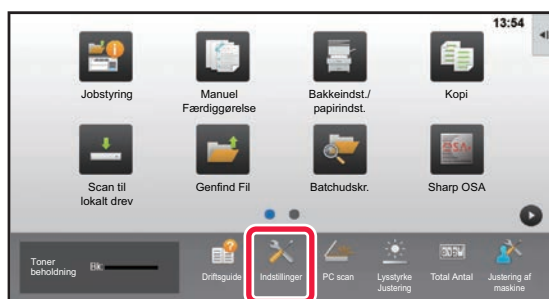 13:54
Jobstyring
Manuel
Færdiggørelse
Bakkeindst./
papirindst.
Kopi
Scan til
lokalt drev
Genfind Fil
Batchudskr.
Sharp OSA
Toner
beholdning
Bk
Driftsguide
Indstillinger
PC scan
Lysstyrke
Justering
Total Antal
Justering af
maskine